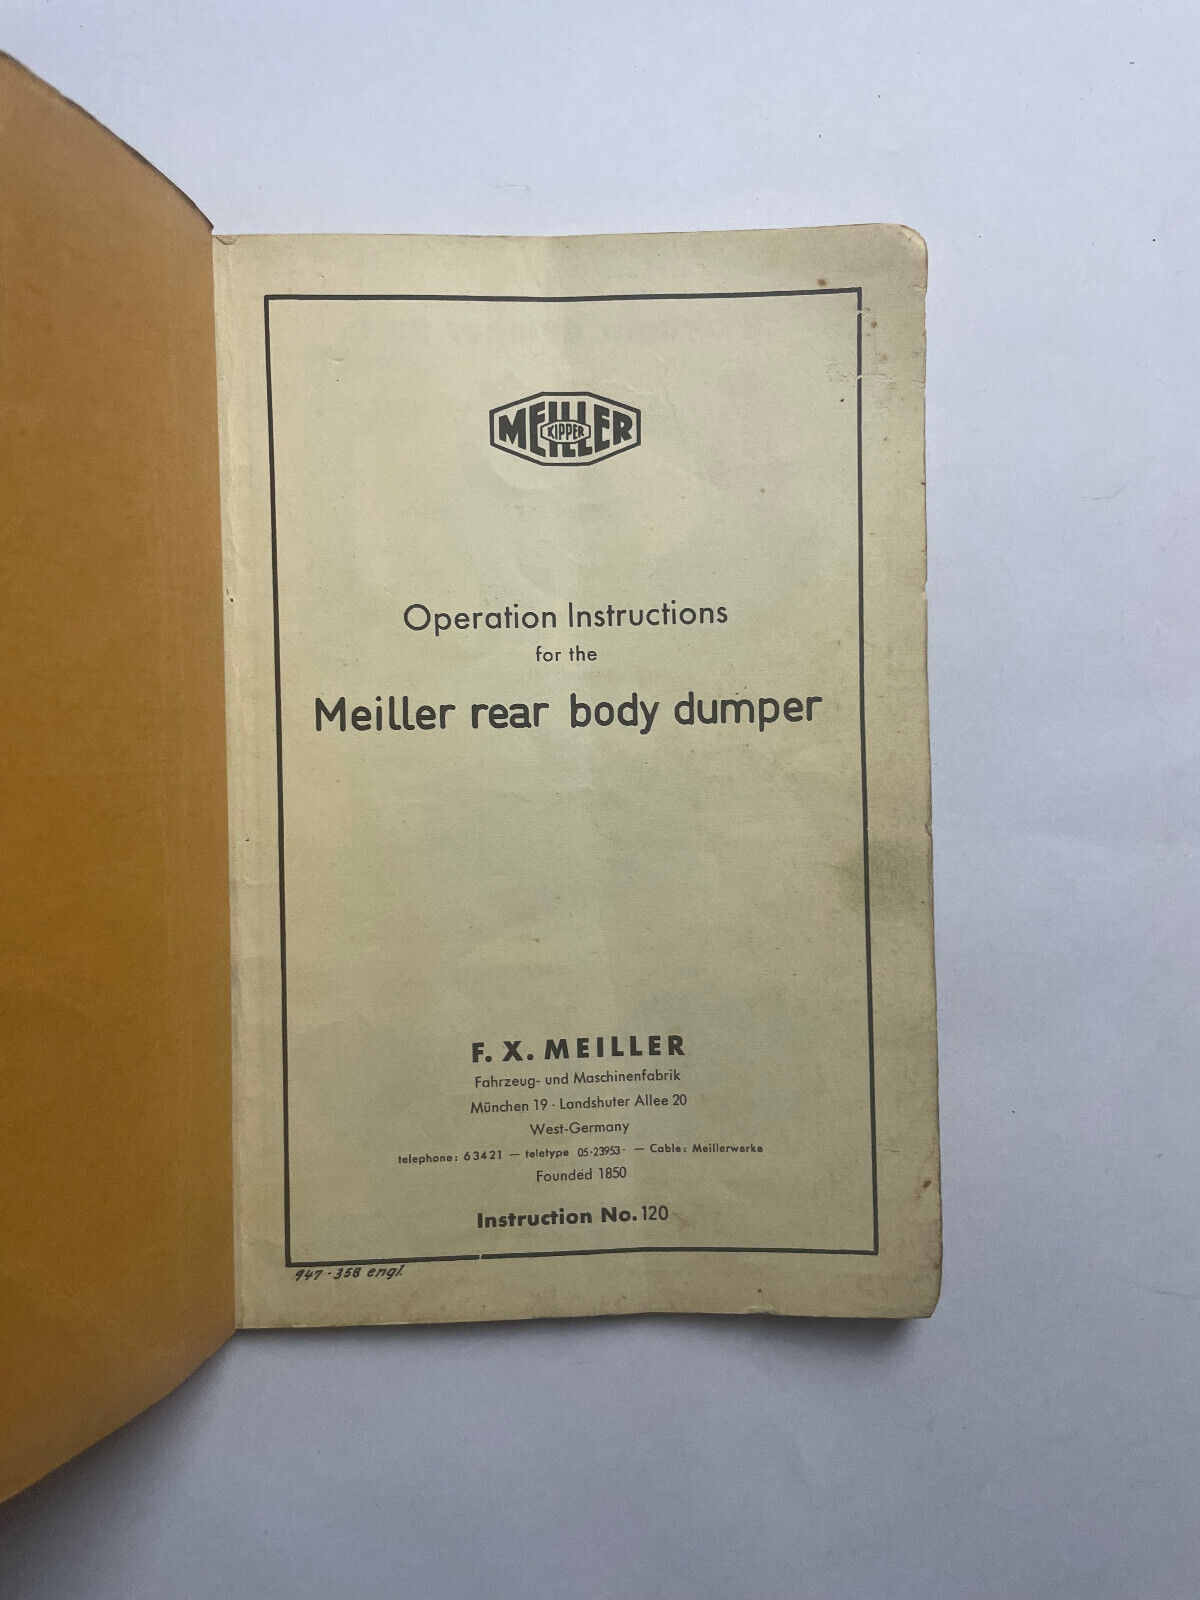 MEILLER
KIPPER
Operation Instructions
for the
Meiller rear body dumper
F. X. MEILLER
Fahrzeug- und Maschinenfabrik
München 19 · Landshuter Allee 20
West-Germany
telephone: 63421 — teletype 05-23953· — Cable: Meillerwerke
Founded 1850
Instruction No. 120
947-358 engl.